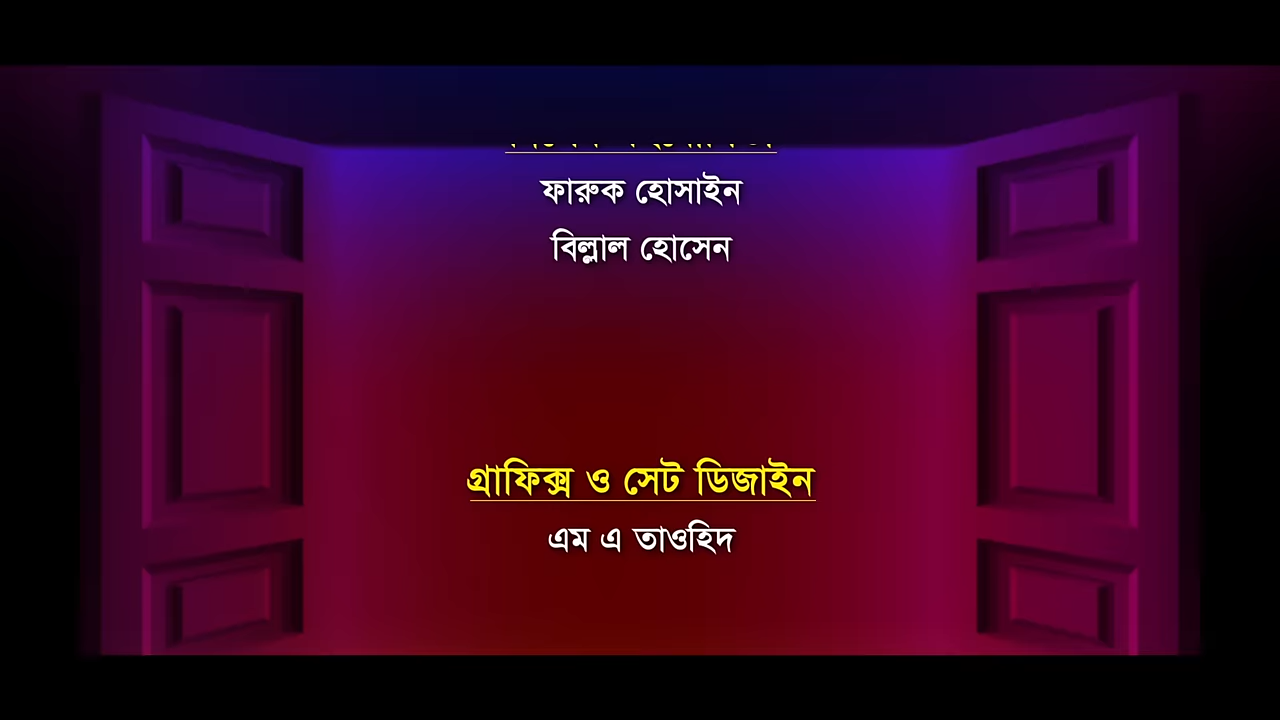 ফারুক হোসাইন
বিল্লাল হোসেন
গ্রাফিক্স ও সেট ডিজাইন
এম এ তাওহিদ